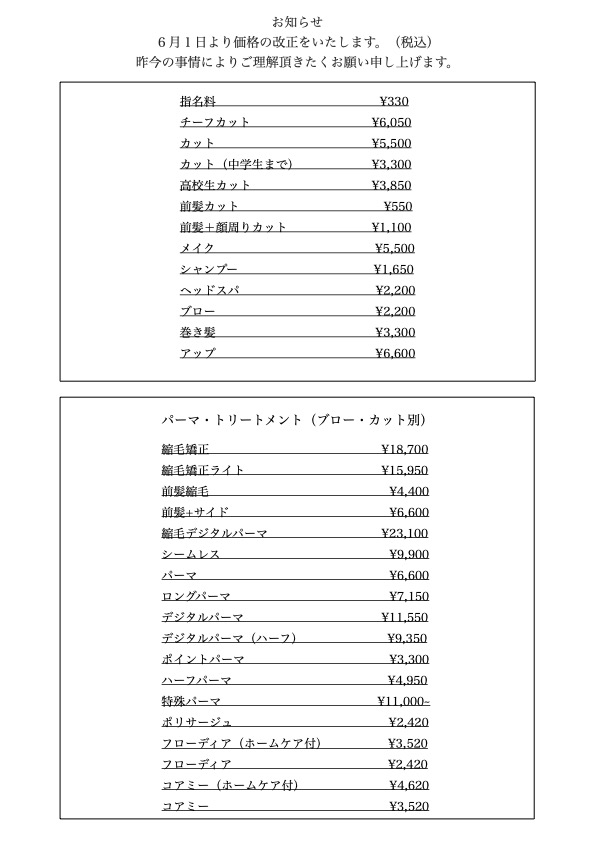 お知らせ
６月１日より価格の改正をいたします。（税込）
昨今の事情によりご理解頂きたくお願い申し上げます。
指名料 ¥330
チーフカット ¥6,050
カット ¥5,500
カット（中学生まで） ¥3,300
高校生カット ¥3,850
前髪カット ¥550
前髪＋顔周りカット ¥1,100
メイク ¥5,500
シャンプー ¥1,650
ヘッドスパ ¥2,200
ブロー ¥2,200
巻き髪 ¥3,300
アップ ¥6,600
パーマ・トリートメント（ブロー・カット別）
縮毛矯正 ¥18,700
縮毛矯正ライト ¥15,950
前髪縮毛 ¥4,400
前髪+サイド ¥6,600
縮毛デジタルパーマ ¥23,100
シームレス ¥9,900
パーマ ¥6,600
ロングパーマ ¥7,150
デジタルパーマ ¥11,550
デジタルパーマ（ハーフ） ¥9,350
ポイントパーマ ¥3,300
ハーフパーマ ¥4,950
特殊パーマ ¥11,000~
ポリサージュ ¥2,420
フローディア（ホームケア付） ¥3,520
フローディア ¥2,420
コアミー（ホームケア付） ¥4,620
コアミー ¥3,520